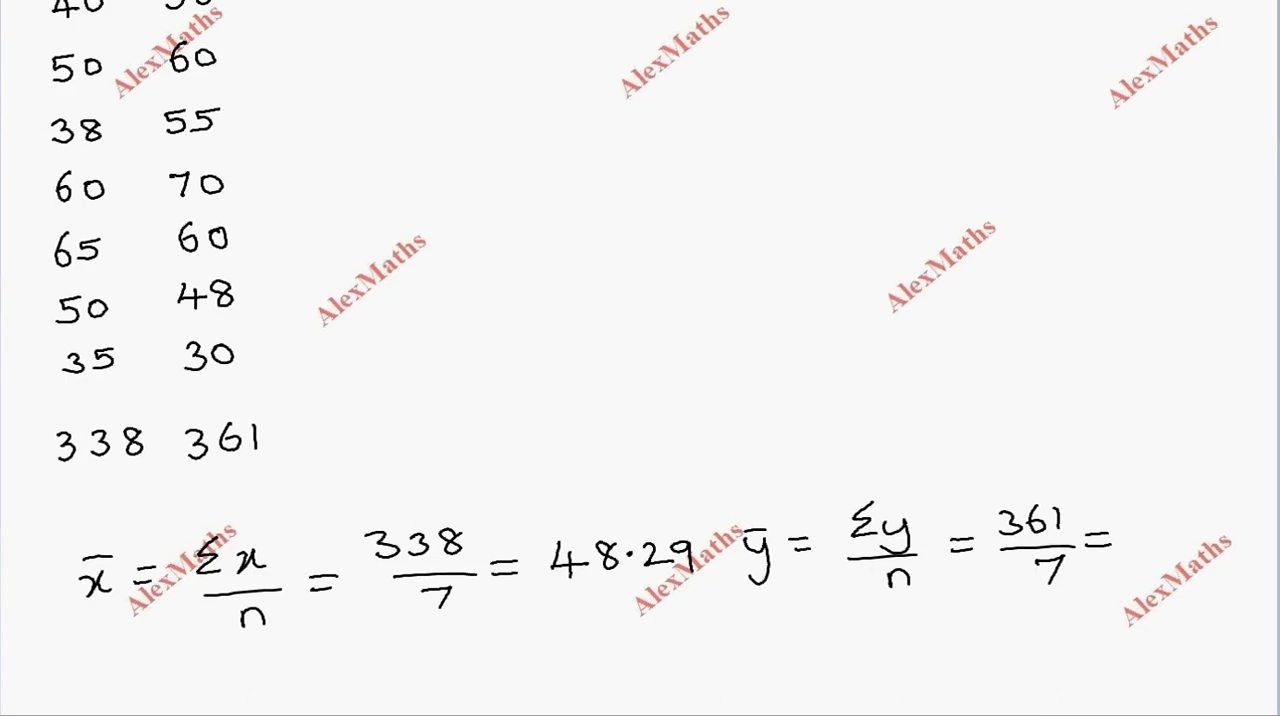 40
50 60
38 55
60 70
65 60
50 48
35 30
338 361
x̄ = Σx/n = 338/7 = 48.29 ȳ = Σy/n = 361/7 =
AlexMaths
AlexMaths
AlexMaths
AlexMaths
AlexMaths
AlexMaths
AlexMaths
AlexMaths